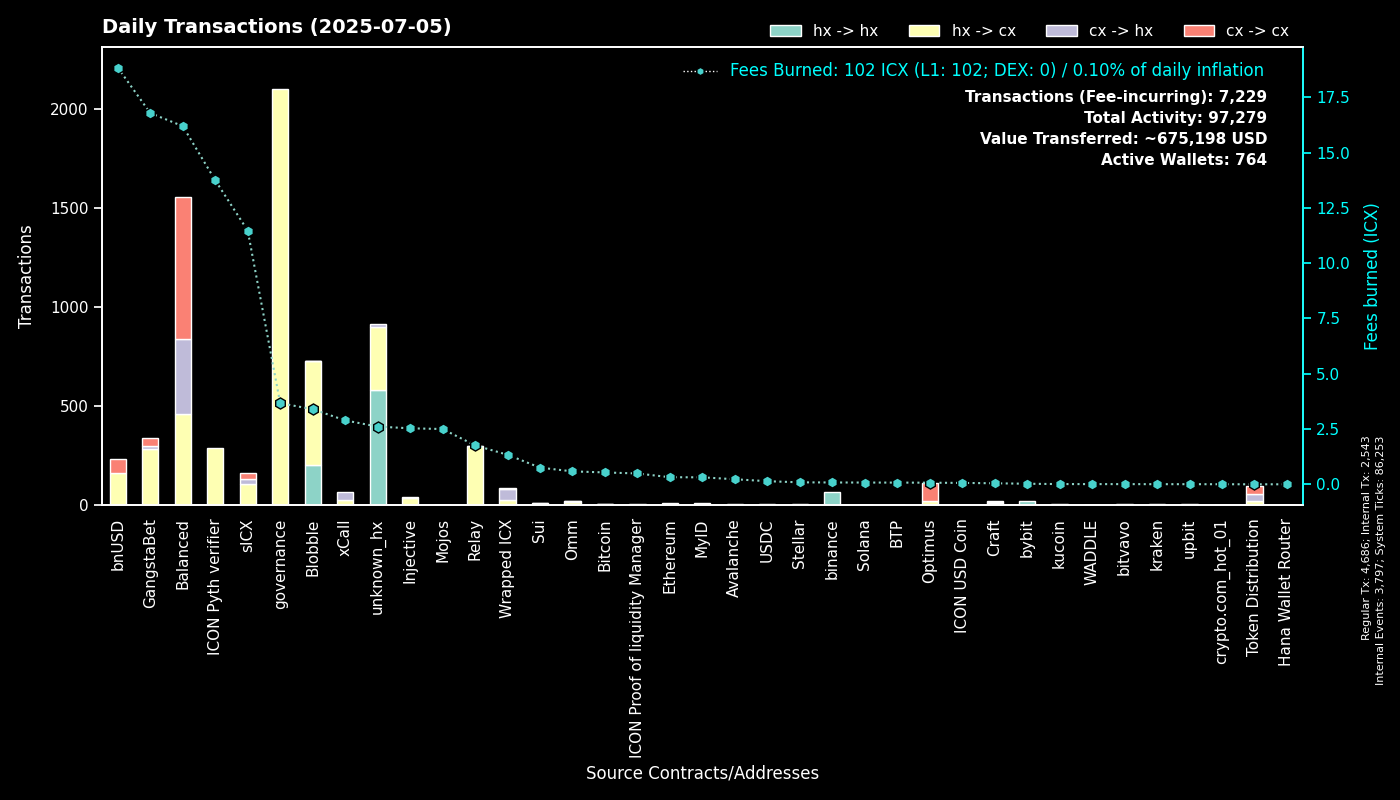 Daily Transactions (2025-07-05)
hx -> hx
hx -> cx
cx -> hx
cx -> cx
Fees Burned: 102 ICX (L1: 102; DEX: 0) / 0.10% of daily inflation
Transactions (Fee-incurring): 7,229
Total Activity: 97,279
Value Transferred: ~675,198 USD
Active Wallets: 764
Transactions
2000
1500
1000
500
0
17.5
15.0
12.5
10.0
7.5
5.0
2.5
0.0
Fees burned (ICX)
bnUSD
GangstaBet
Balanced
ICON Pyth verifier
sICX
governance
Blobble
xCall
unknown_hx
Injective
Mojos
Relay
Wrapped ICX
Sui
Omm
Bitcoin
ICON Proof of liquidity Manager
Ethereum
MyID
Avalanche
USDC
Stellar
binance
Solana
BTP
Optimus
ICON USD Coin
Craft
bybit
kucoin
WADDLE
bitvavo
kraken
upbit
crypto.com_hot_01
Token Distribution
Hana Wallet Router
Source Contracts/Addresses
Regular Tx: 4,686; Internal Tx: 2,543
Internal Events: 3,797; System Ticks: 86,253